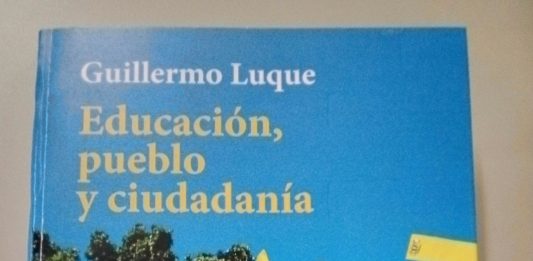 Guillermo Luque
Educación,
pueblo
y ciudadanía